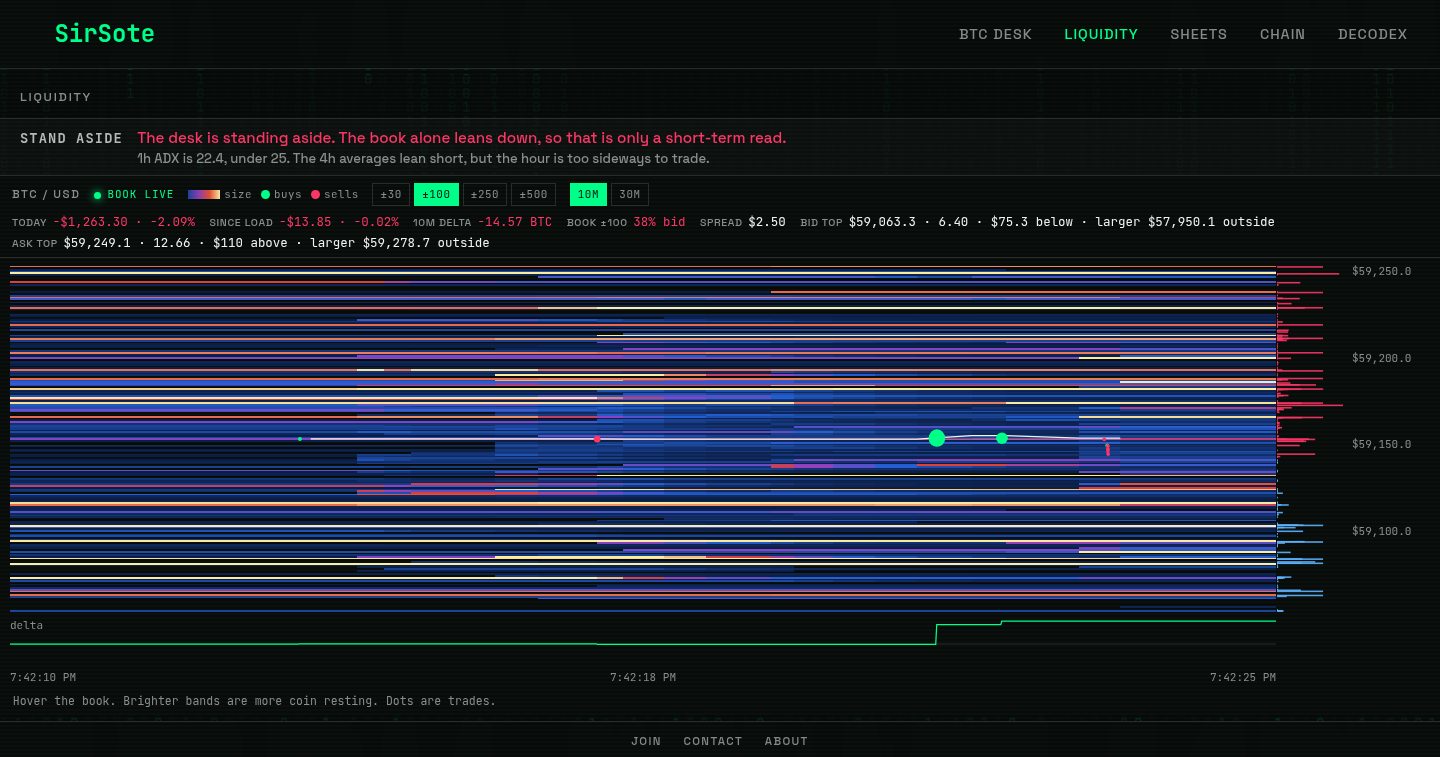 SirSote
BTC DESK LIQUIDITY SHEETS CHAIN DECODEX
LIQUIDITY
STAND ASIDE The desk is standing aside. The book alone leans down, so that is only a short-term read.
1h ADX is 22.4, under 25. The 4h averages lean short, but the hour is too sideways to trade.
BTC / USD BOOK LIVE size buys sells ±30 ±100 ±250 ±500 10M 30M
TODAY -$1,263.30 · -2.09% SINCE LOAD -$13.85 · -0.02% 10M DELTA -14.57 BTC BOOK ±100 38% bid SPREAD $2.50 BID TOP $59,063.3 · 6.40 · $75.3 below · larger $57,950.1 outside
ASK TOP $59,249.1 · 12.66 · $110 above · larger $59,278.7 outside
$59,250.0
$59,200.0
$59,150.0
$59,100.0
delta
7:42:10 PM 7:42:18 PM 7:42:25 PM
Hover the book. Brighter bands are more coin resting. Dots are trades.
JOIN CONTACT ABOUT